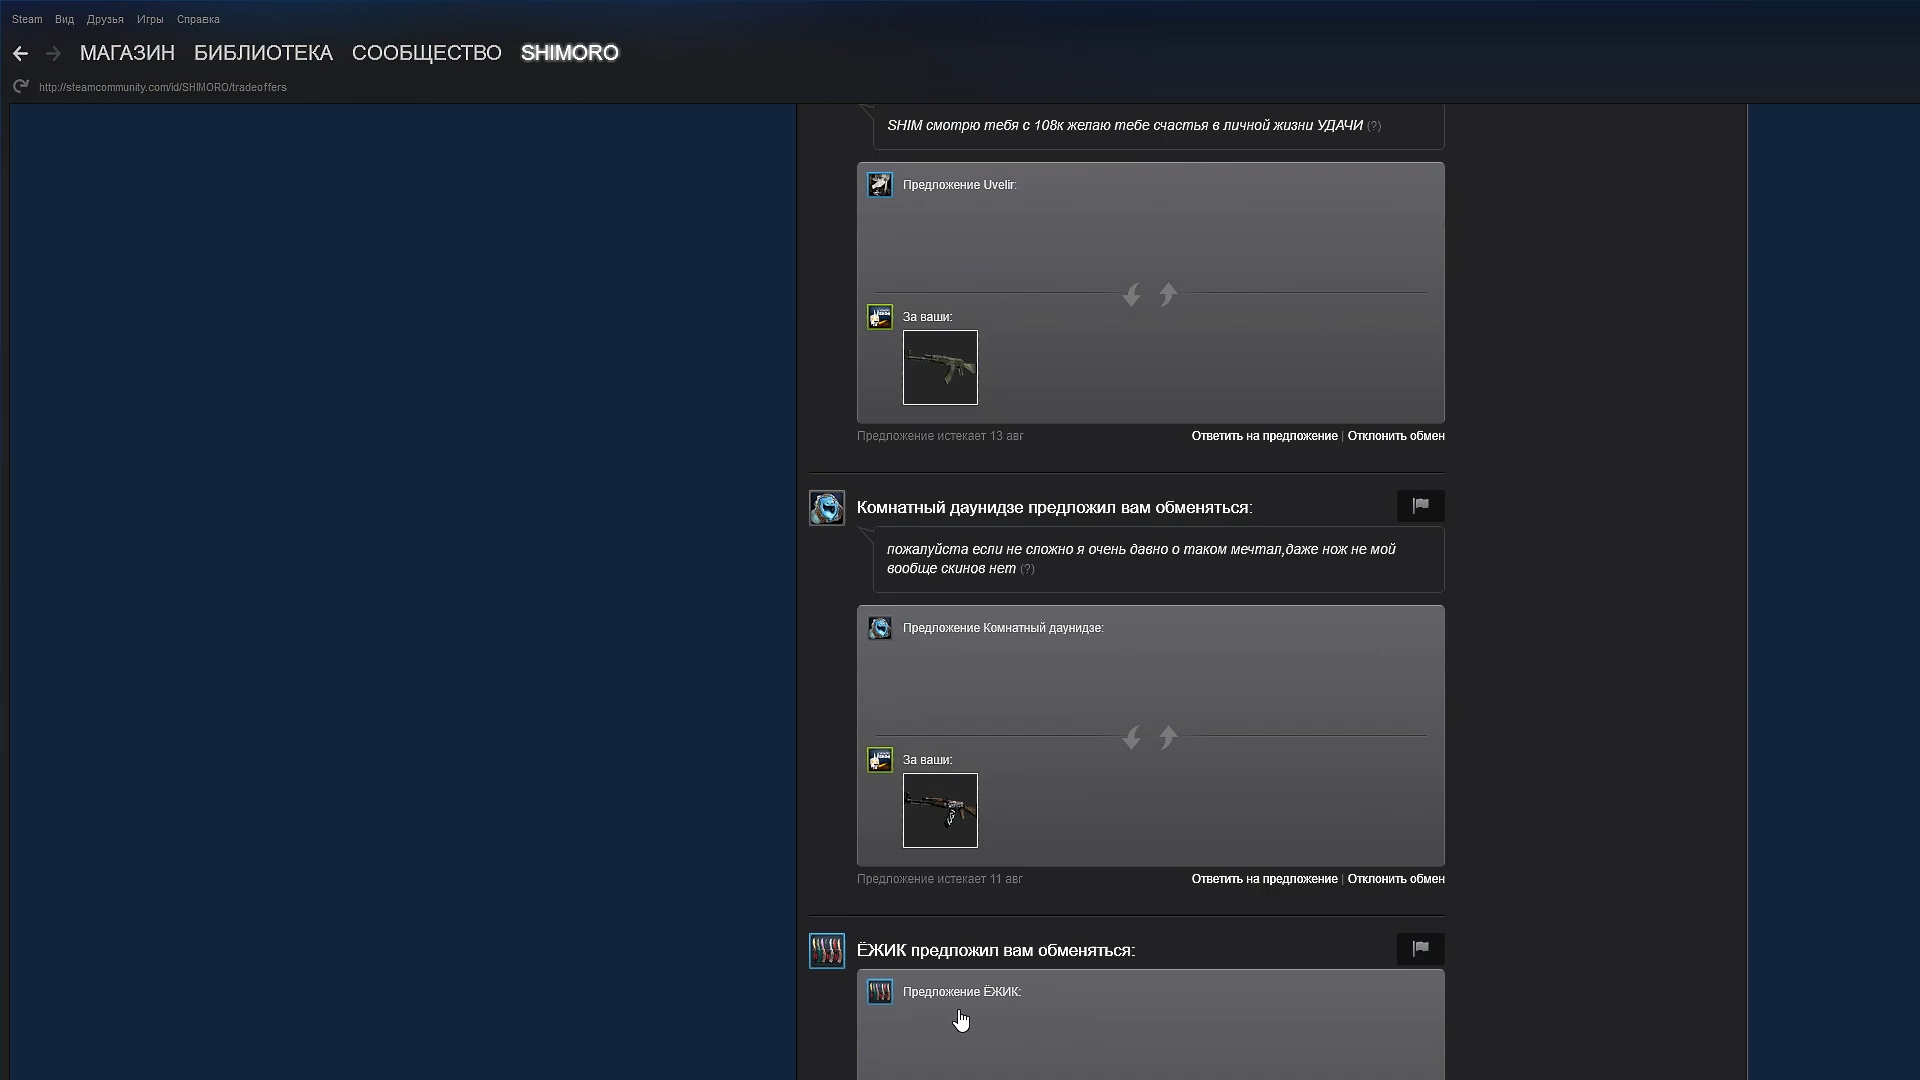 Steam Вид Друзья Игры Справка
МАГАЗИН БИБЛИОТЕКА СООБЩЕСТВО SHIMORO
http://steamcommunity.com/id/SHIMORO/tradeoffers
SHIM смотрю тебя с 108к желаю тебе счастья в личной жизни УДАЧИ (?)
Предложение Uvelir:
За ваши:
Предложение истекает 13 авг Ответить на предложение | Отклонить обмен
Комнатный даунидзе предложил вам обменяться:
пожалуйста если не сложно я очень давно о таком мечтал,даже нож не мой
вообще скинов нет (?)
Предложение Комнатный даунидзе:
За ваши:
Предложение истекает 11 авг Ответить на предложение | Отклонить обмен
ЁЖИК предложил вам обменяться:
Предложение ЁЖИК: